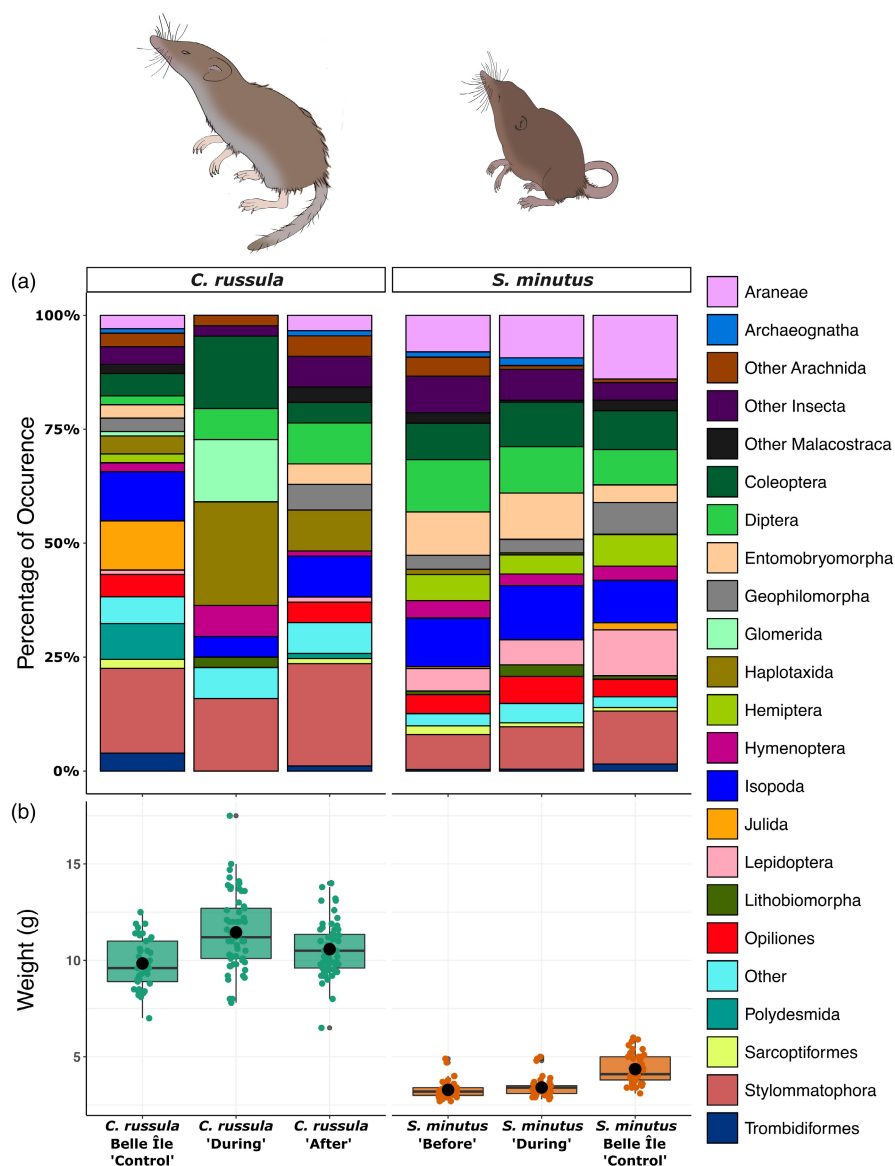 (a)
C. russula
S. minutus
Percentage of Occurence
100%
75%
50%
25%
0%
Araneae
Archaeognatha
Other Arachnida
Other Insecta
Other Malacostraca
Coleoptera
Diptera
Entomobryomorpha
Geophilomorpha
Glomerida
Haplotaxida
Hemiptera
Hymenoptera
Isopoda
Julida
Lepidoptera
Lithobiomorpha
Opiliones
Other
Polydesmida
Sarcoptiformes
Stylommatophora
Trombidiformes
(b)
Weight (g)
15
10
5
C. russula
Belle Île
'Control'
C. russula
'During'
C. russula
'After'
S. minutus
'Before'
S. minutus
'During'
S. minutus
Belle Île
'Control'